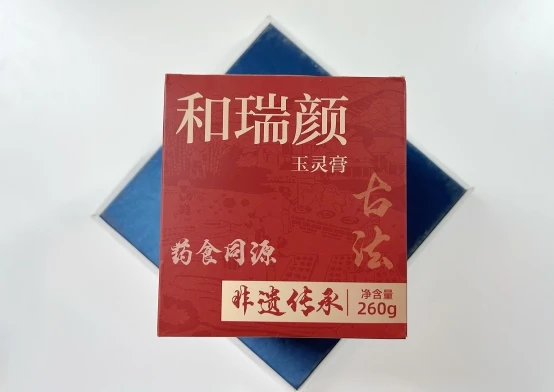 和瑞颜
玉灵膏
古法
药食同源
非遗传承
净含量
260g